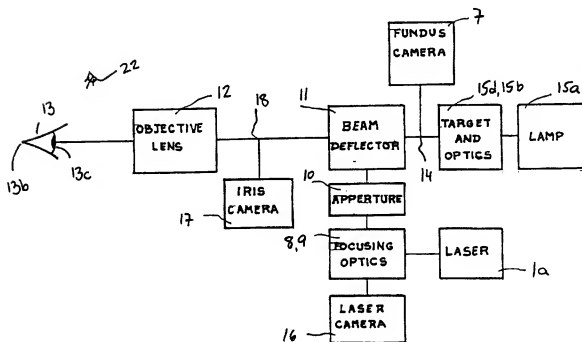 7
FUNDUS
CAMERA
22
12
13
OBJECTIVE
LENS
18
11
BEAM
DEFLECTOR
15d, 15b
TARGET
AND
OPTICS
15a
LAMP
13b
13c
IRIS
CAMERA
17
10
APPERTURE
14
8,9
FOCUSING
OPTICS
LASER
1a
LASER
CAMERA
16